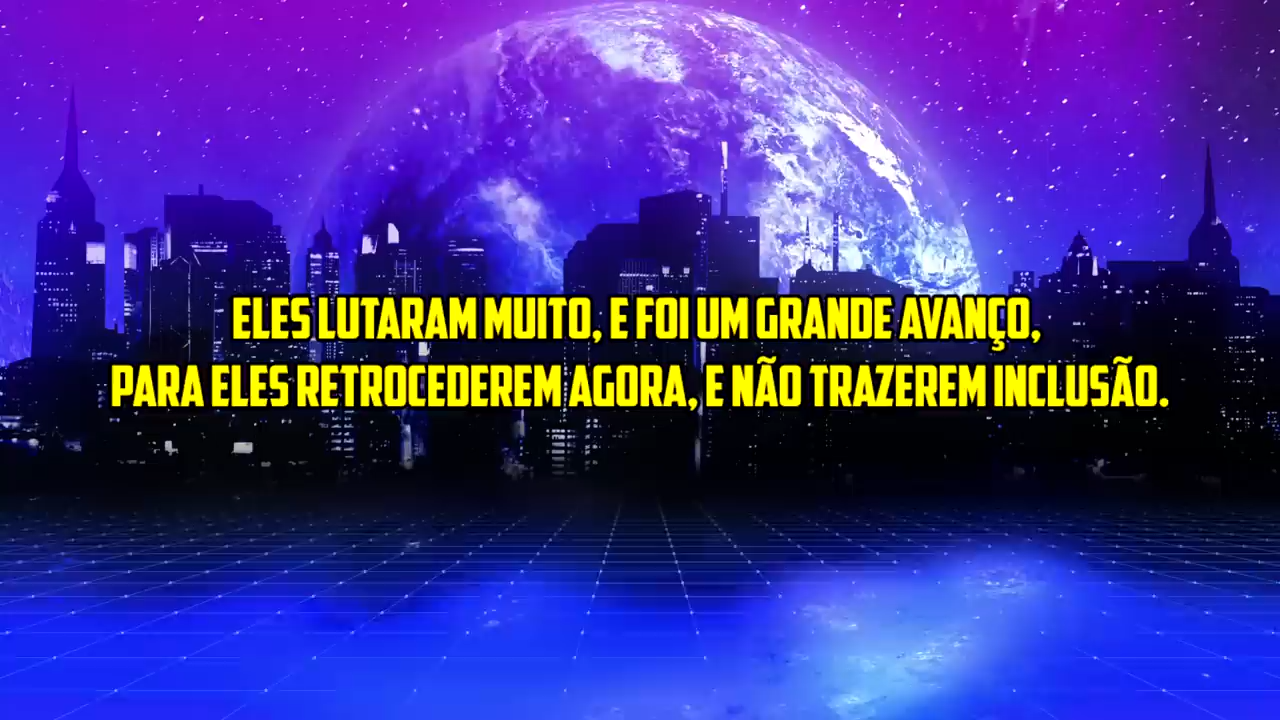 ELES LUTARAM MUITO, E FOI UM GRANDE AVANÇO,
PARA ELES RETROCEDEREM AGORA, E NÃO TRAZEREM INCLUSÃO.